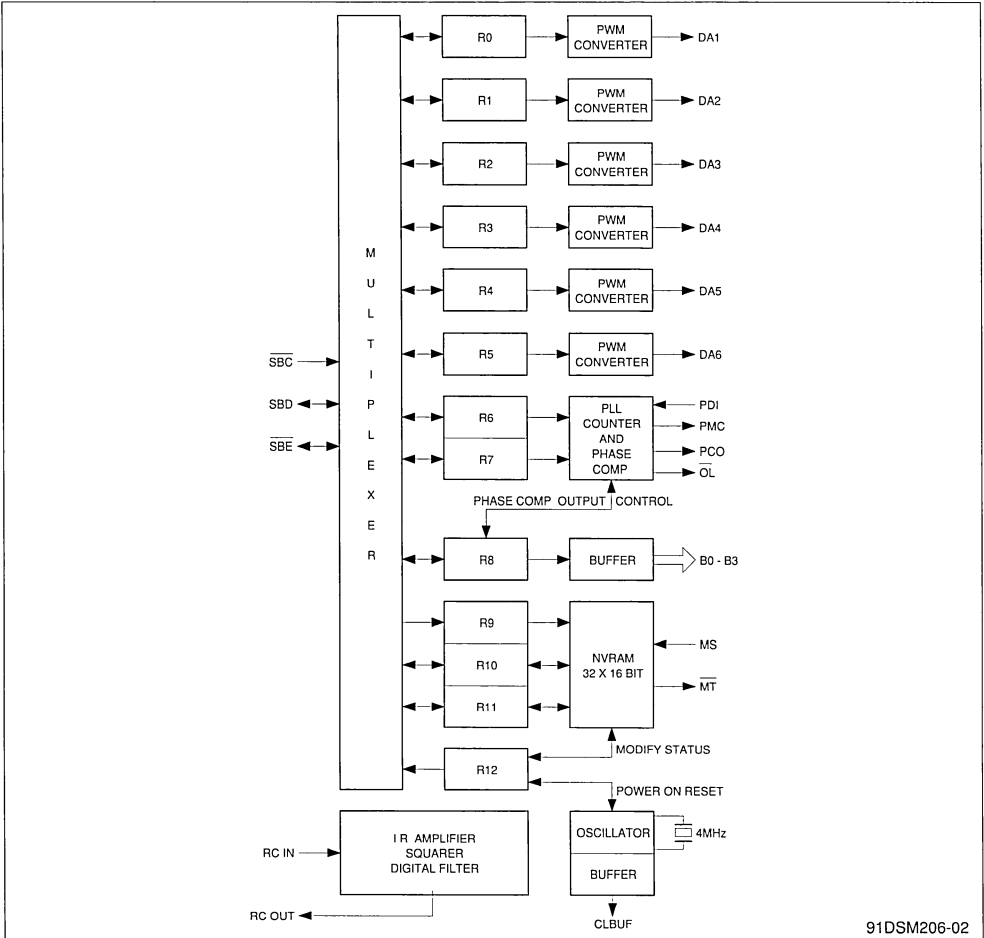 R0
PWM
CONVERTER
DA1
R1
PWM
CONVERTER
DA2
R2
PWM
CONVERTER
DA3
R3
PWM
CONVERTER
DA4
R4
PWM
CONVERTER
DA5
R5
PWM
CONVERTER
DA6
MULTIPLEXER
SBC
SBD
SBE
R6
R7
PLL
COUNTER
AND
PHASE
COMP
PDI
PMC
PCO
OL
PHASE COMP OUTPUT CONTROL
R8
BUFFER
B0 - B3
R9
R10
R11
NVRAM
32 X 16 BIT
MS
MT
MODIFY STATUS
R12
POWER ON RESET
I R AMPLIFIER
SQUARER
DIGITAL FILTER
RC IN
RC OUT
OSCILLATOR
4MHz
BUFFER
CLBUF
91DSM206-02